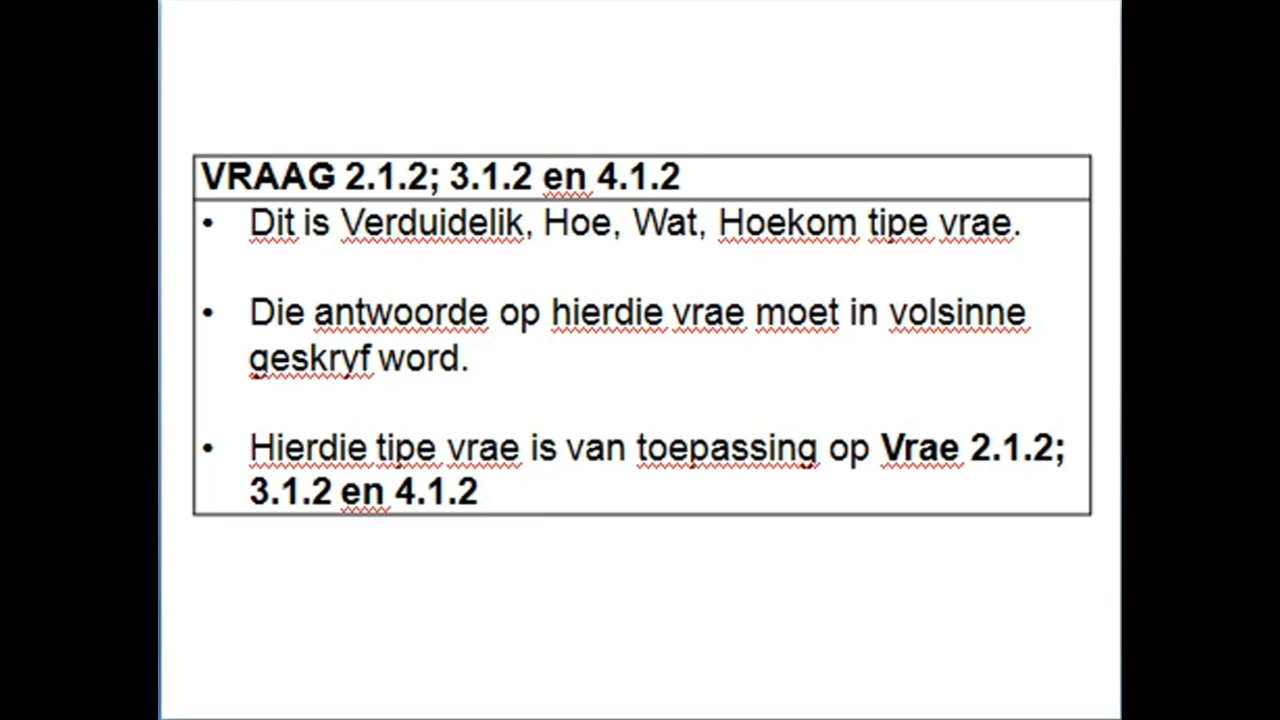 VRAAG 2.1.2; 3.1.2 en 4.1.2
• Dit is Verduidelik, Hoe, Wat, Hoekom tipe vrae.
• Die antwoorde op hierdie vrae moet in volsinne
geskryf word.
• Hierdie tipe vrae is van toepassing op Vrae 2.1.2;
3.1.2 en 4.1.2